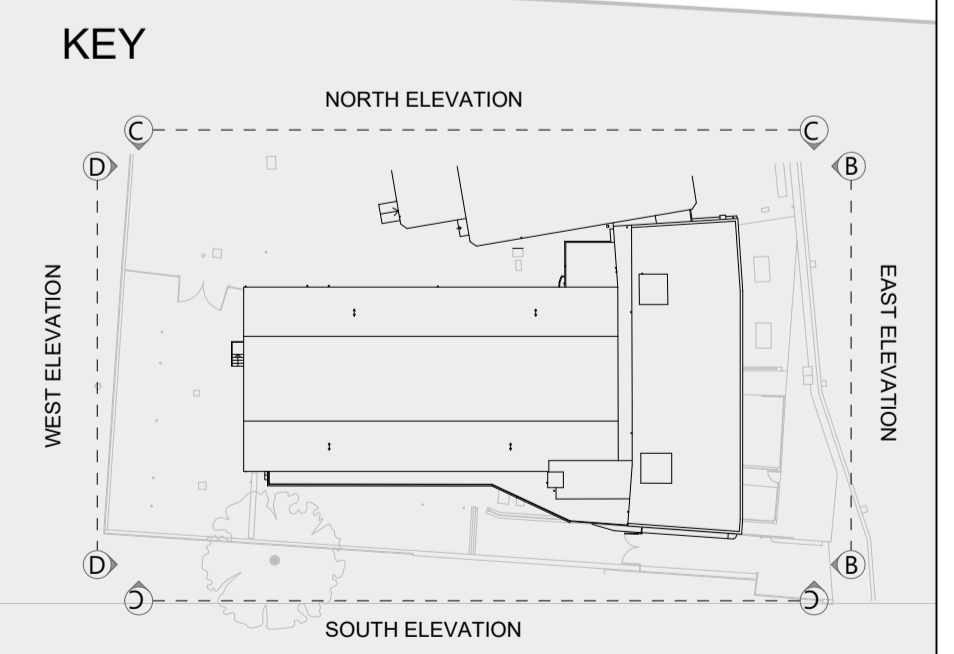 KEY
NORTH ELEVATION
C
C
D
B
WEST ELEVATION
EAST ELEVATION
D
B
C
C
SOUTH ELEVATION